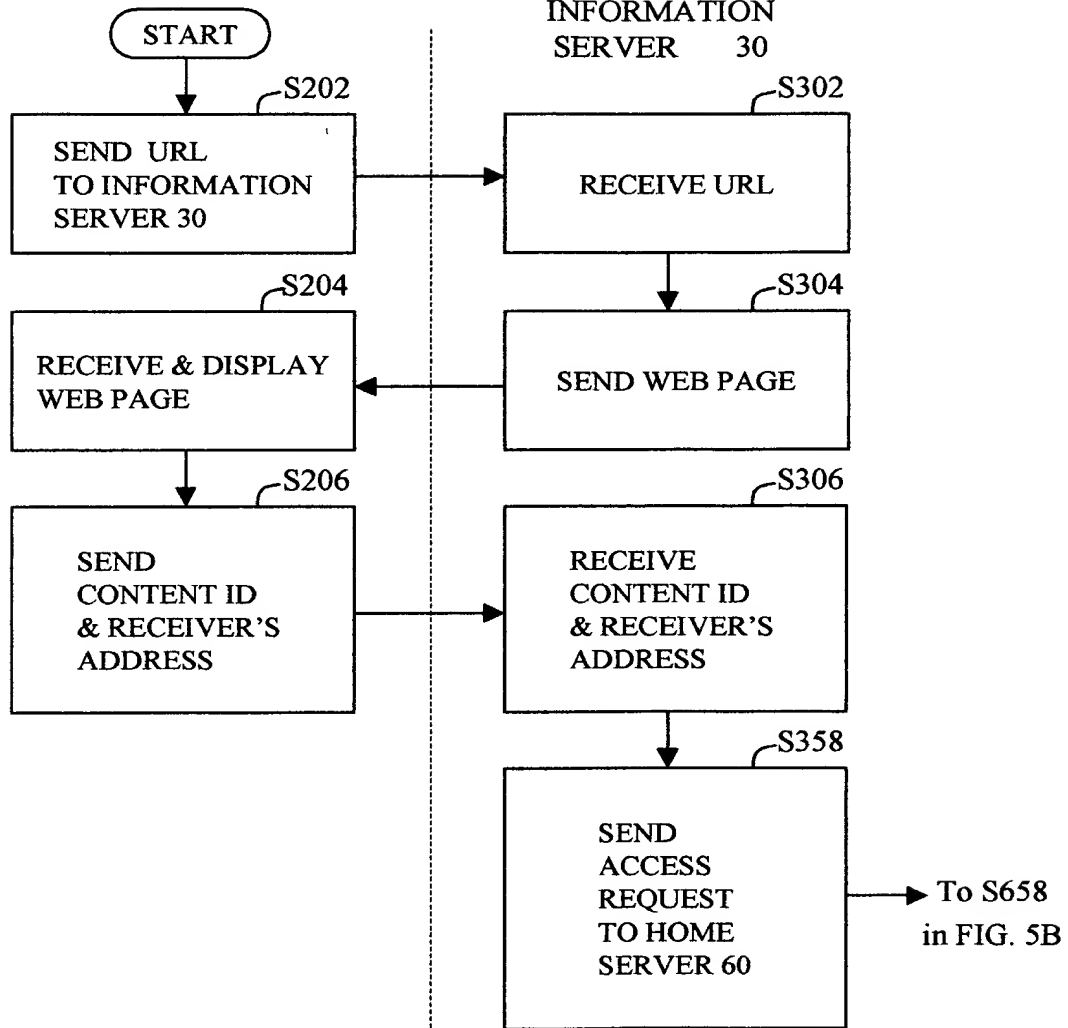 INFORMATION
SERVER 30
START
S202
SEND URL
TO INFORMATION
SERVER 30
S302
RECEIVE URL
S204
RECEIVE & DISPLAY
WEB PAGE
S304
SEND WEB PAGE
S206
SEND
CONTENT ID
& RECEIVER'S
ADDRESS
S306
RECEIVE
CONTENT ID
& RECEIVER'S
ADDRESS
S358
SEND
ACCESS
REQUEST
TO HOME
SERVER 60
To S658
in FIG. 5B